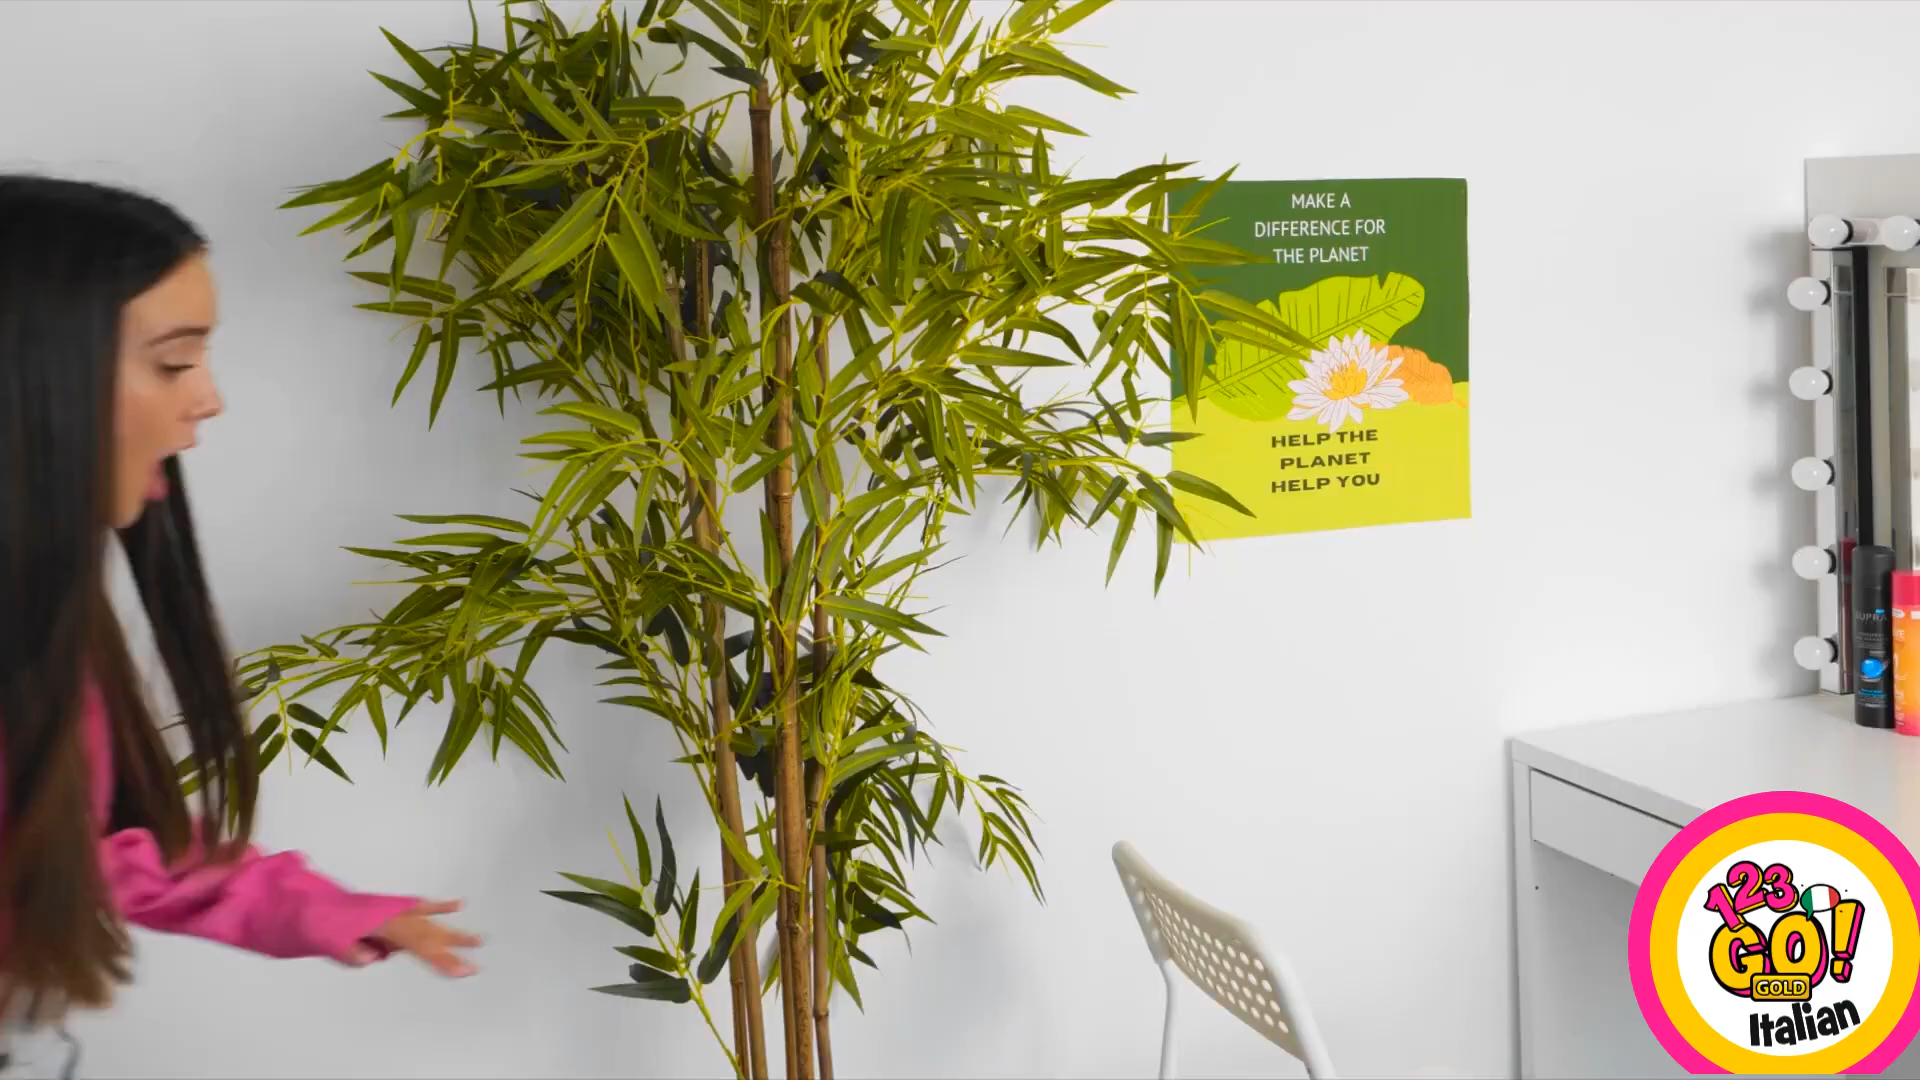 MAKE A
DIFFERENCE FOR
THE PLANET
HELP THE
PLANET
HELP YOU
123
GO!
GOLD
Italian